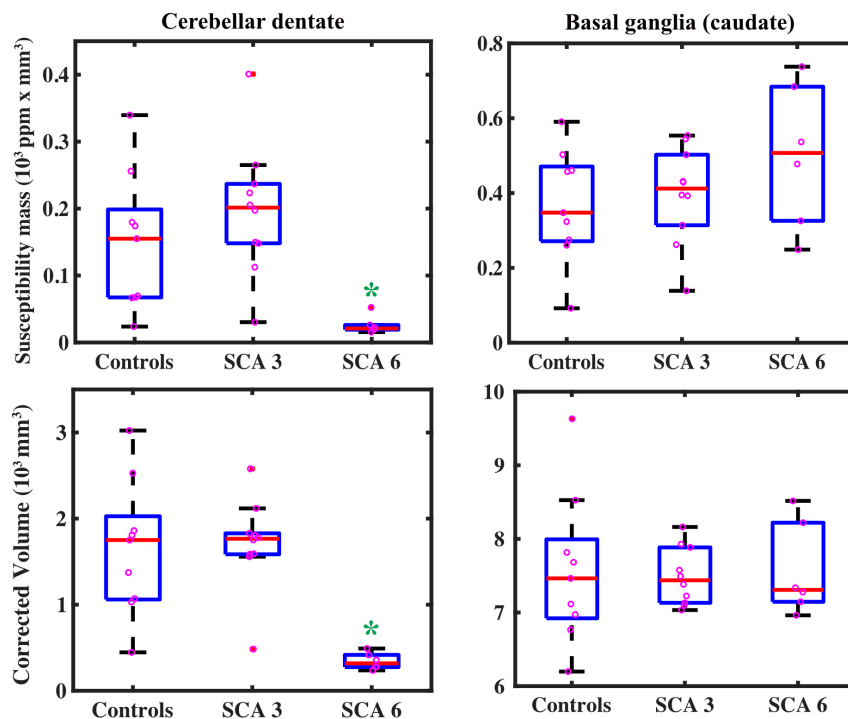 Cerebellar dentate
Basal ganglia (caudate)
Susceptibility mass (10³ ppm x mm³)
0.4
0.3
0.2
0.1
0
*
Controls SCA 3 SCA 6
0.8
0.6
0.4
0.2
0
Controls SCA 3 SCA 6
Corrected Volume (10³ mm³)
3
2
1
0
*
Controls SCA 3 SCA 6
10
9
8
7
6
Controls SCA 3 SCA 6